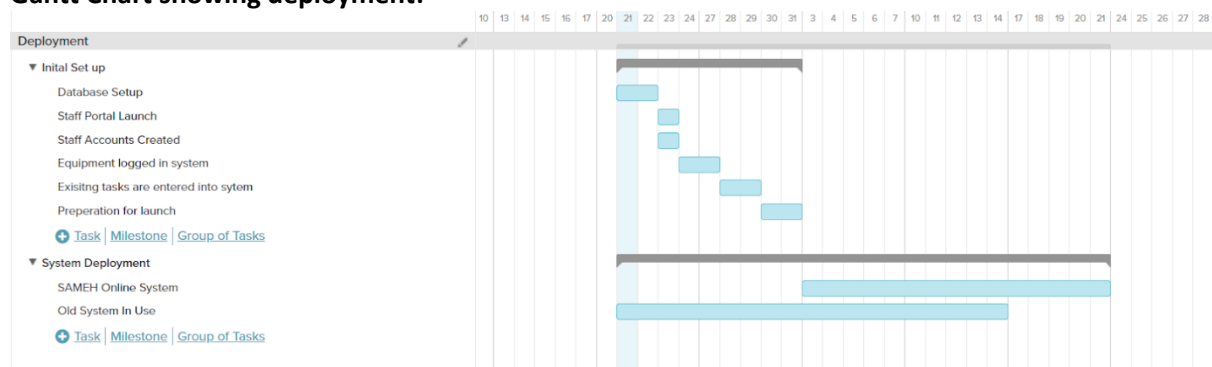 Gantt Chart showing deployment:
10 13 14 15 16 17 20 21 22 23 24 27 28 29 30 31 3 4 5 6 7 10 11 12 13 14 17 18 19 20 21 24 25 26 27 28
Deployment
Inital Set up
Database Setup
Staff Portal Launch
Staff Accounts Created
Equipment logged in system
Exisitng tasks are entered into sytem
Preperation for launch
Task | Milestone | Group of Tasks
System Deployment
SAMEH Online System
Old System In Use
Task | Milestone | Group of Tasks